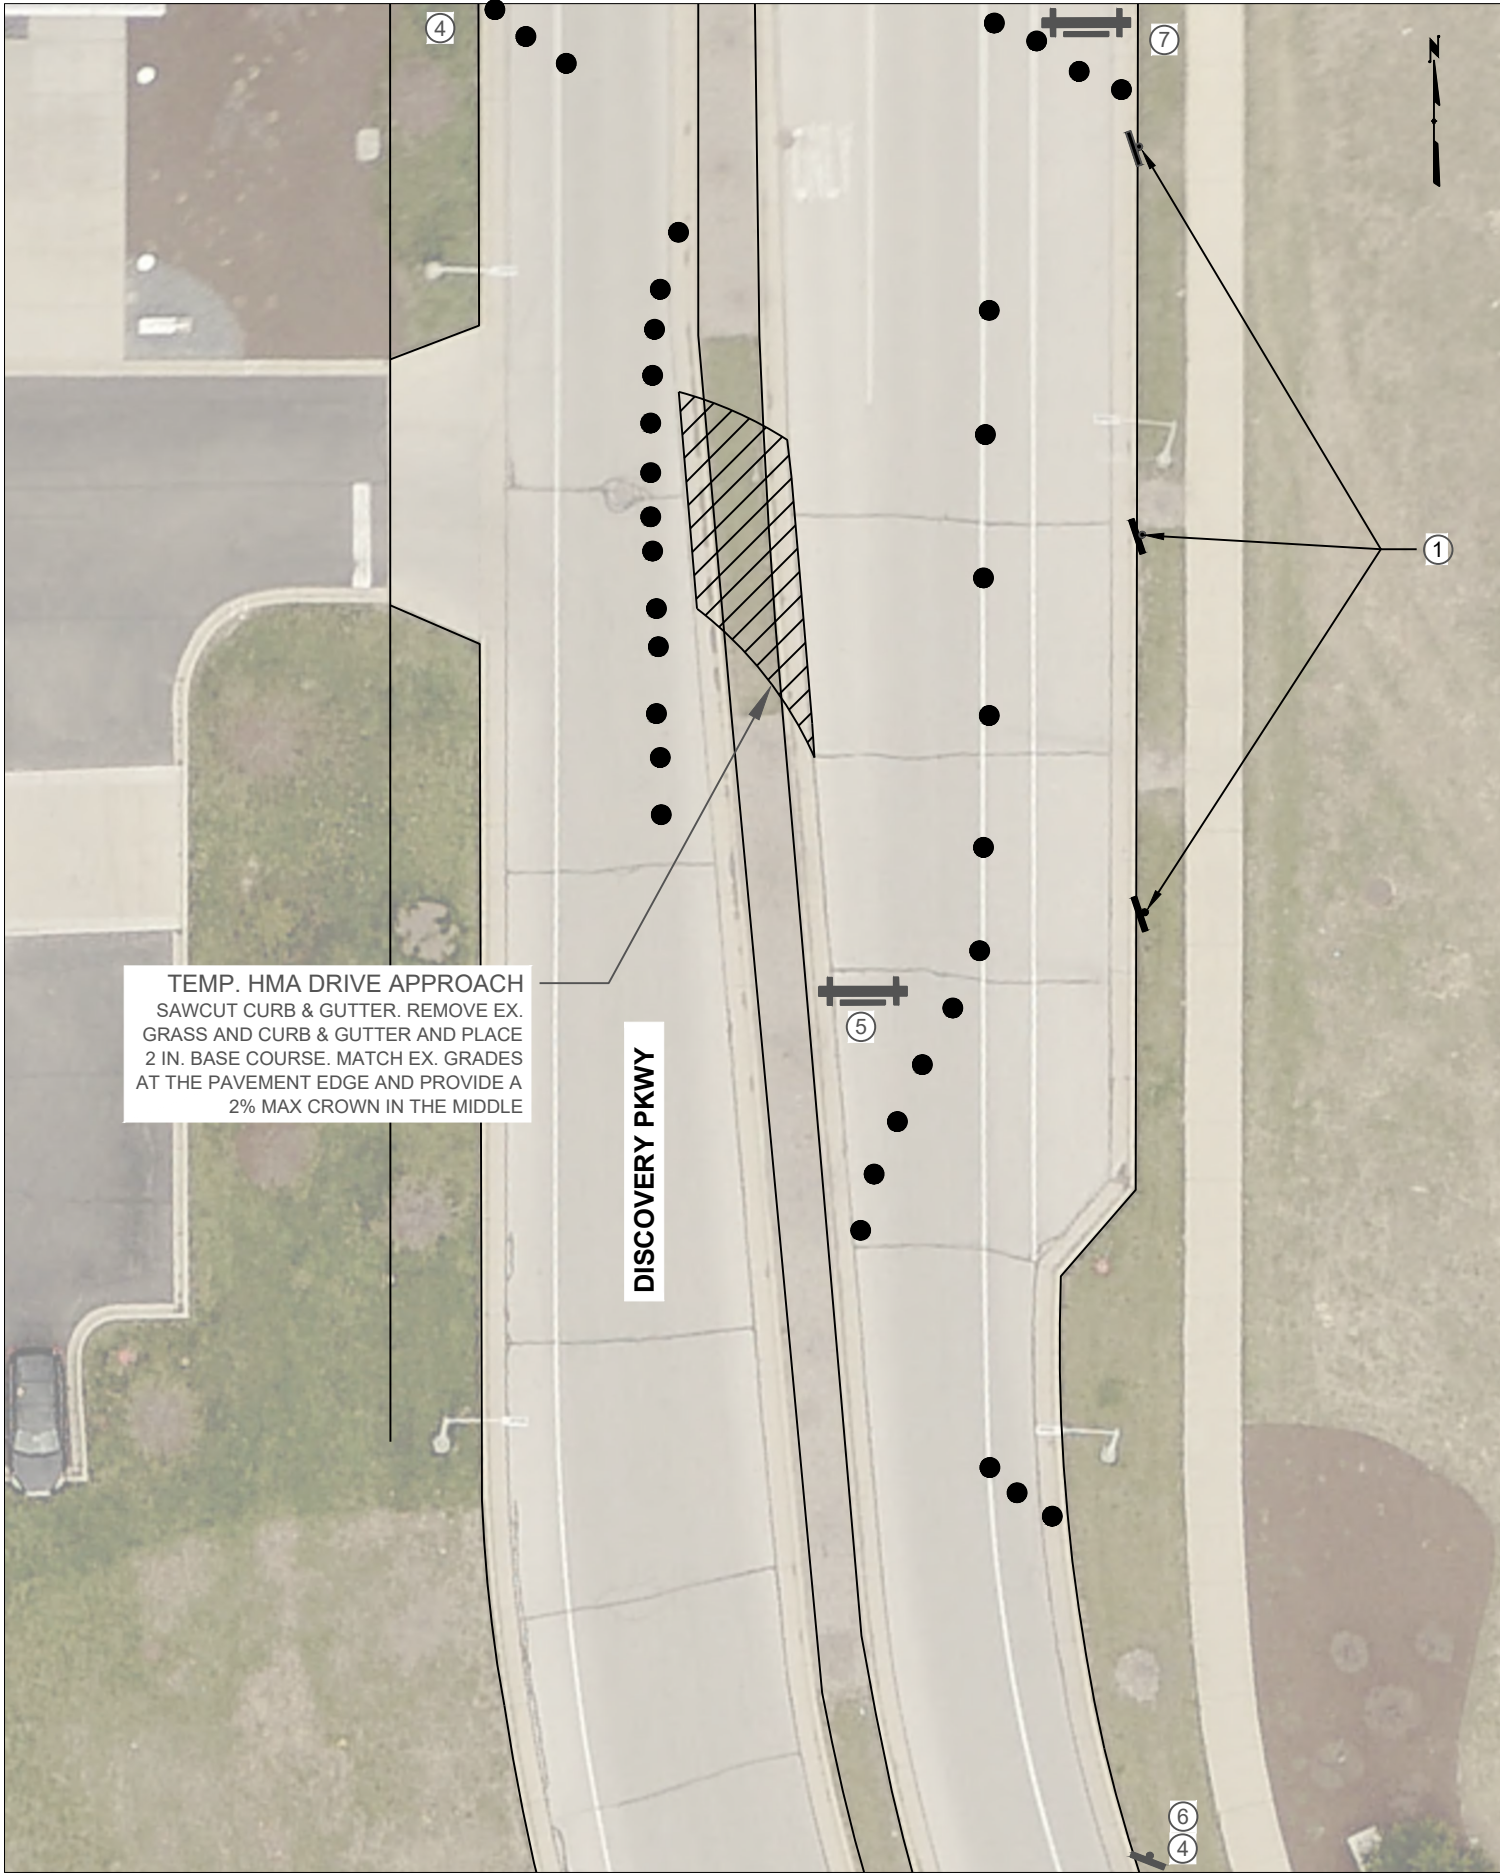 4
7
N
1
TEMP. HMA DRIVE APPROACH
SAWCUT CURB & GUTTER. REMOVE EX.
GRASS AND CURB & GUTTER AND PLACE
2 IN. BASE COURSE. MATCH EX. GRADES
AT THE PAVEMENT EDGE AND PROVIDE A
2% MAX CROWN IN THE MIDDLE
5
DISCOVERY PKWY
6
4